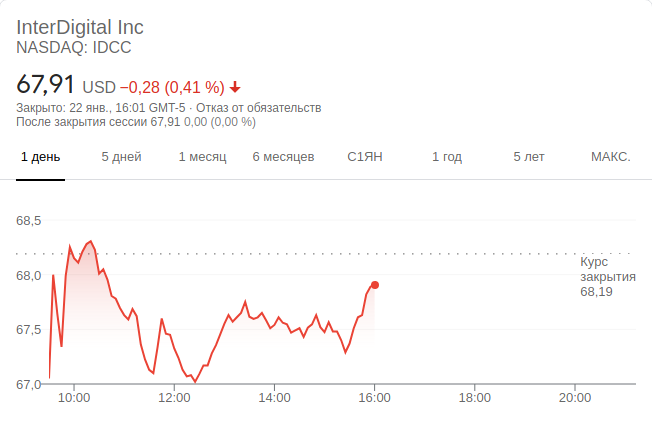 InterDigital Inc
NASDAQ: IDCC
67,91 USD −0,28 (0,41 %)
Закрыто: 22 янв., 16:01 GMT-5 · Отказ от обязательств
После закрытия сессии 67,91 0,00 (0,00 %)
1 день 5 дней 1 месяц 6 месяцев С1ЯН 1 год 5 лет МАКС.
68,5
Курс
закрытия
68,19
68,0
67,5
67,0
10:00 12:00 14:00 16:00 18:00 20:00